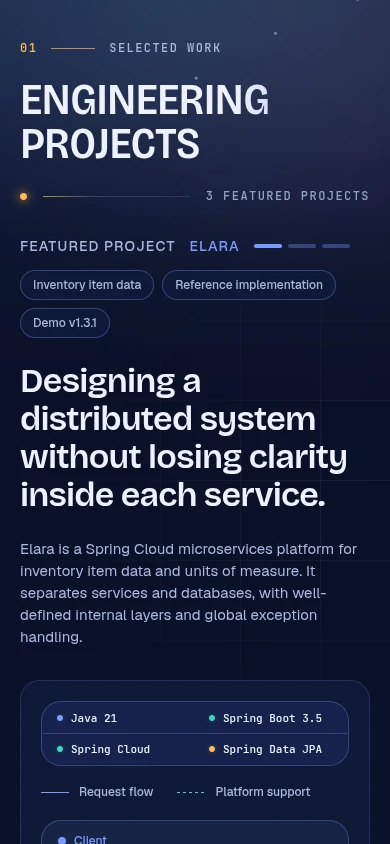 01 SELECTED WORK
ENGINEERING
PROJECTS
3 FEATURED PROJECTS
FEATURED PROJECT ELARA
Inventory item data Reference implementation
Demo v1.3.1
Designing a
distributed system
without losing clarity
inside each service.
Elara is a Spring Cloud microservices platform for
inventory item data and units of measure. It
separates services and databases, with well-
defined internal layers and global exception
handling.
Java 21 Spring Boot 3.5
Spring Cloud Spring Data JPA
Request flow Platform support
Client